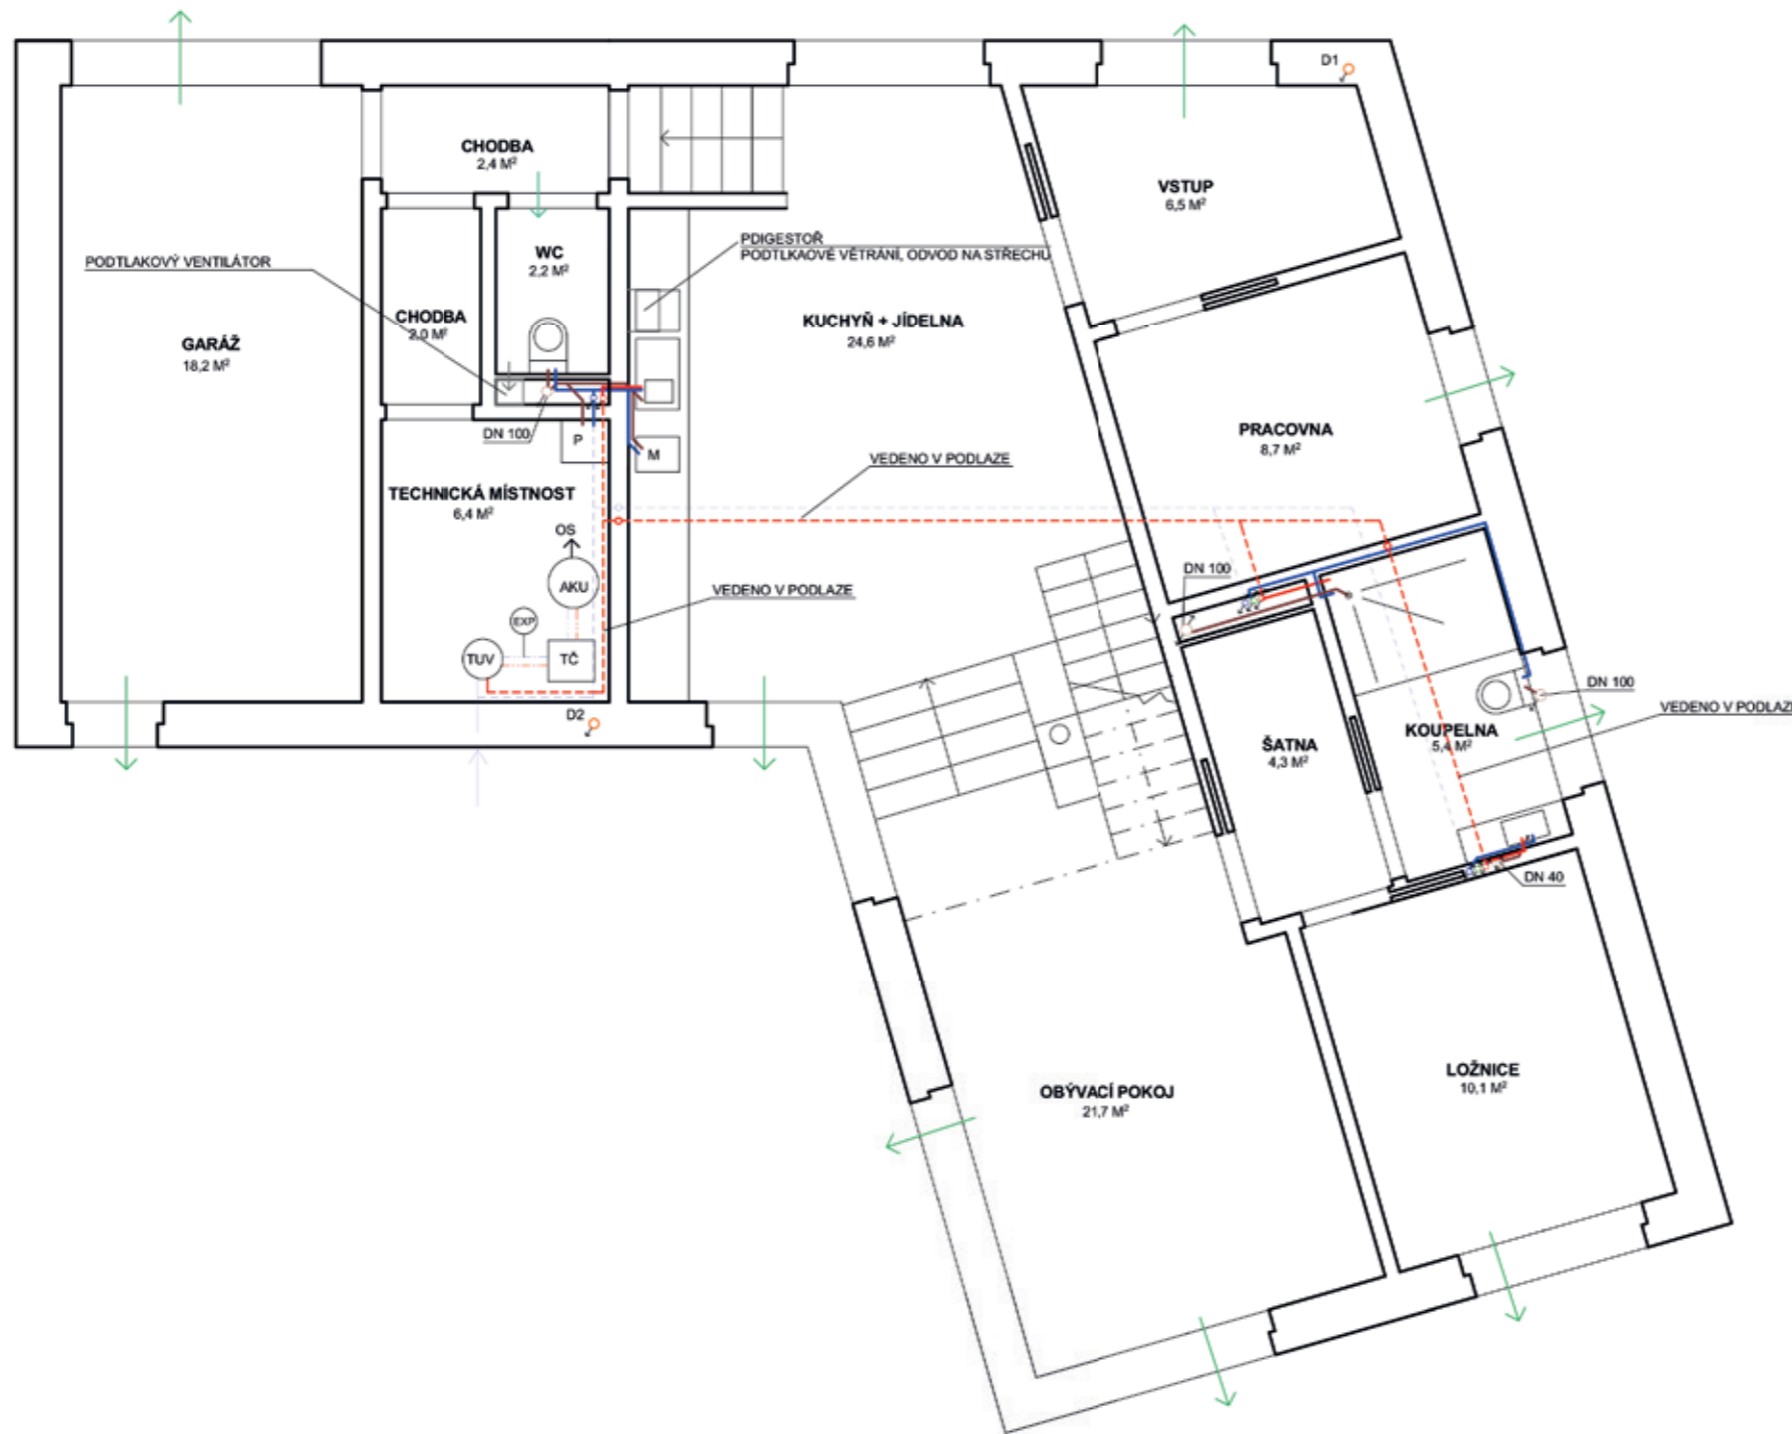 D1
CHODBA
2,4 M²
VSTUP
6,5 M²
PDIGESTOŘ
PODTLKAOVÉ VĚTRÁNÍ, ODVOD NA STŘECHU
WC
2,2 M²
PODTLAKOVÝ VENTILÁTOR
CHODBA
2,0 M²
KUCHYŇ + JÍDELNA
24,6 M²
GARÁŽ
18,2 M²
DN 100
P
M
PRACOVNA
8,7 M²
VEDENO V PODLAZE
TECHNICKÁ MÍSTNOST
6,4 M²
OS
AKU
VEDENO V PODLAZE
DN 100
EXP
TUV
TČ
DN 100
VEDENO V PODLAZE
D2
KOUPELNA
5,4 M²
ŠATNA
4,3 M²
DN 40
OBÝVACÍ POKOJ
21,7 M²
LOŽNICE
10,1 M²